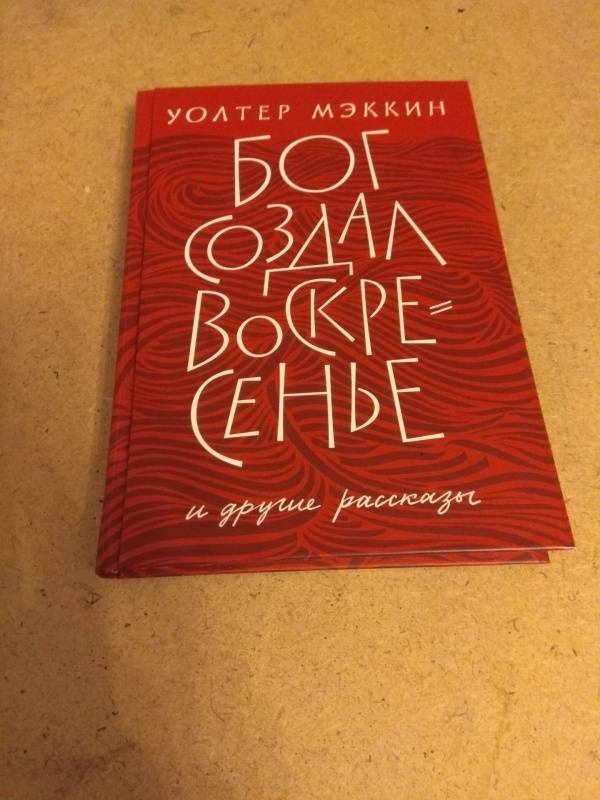 УОЛТЕР МЭККИН
БОГ
СОЗДАЛ
ВОСКРЕ=
СЕНЬЕ
и другие рассказы